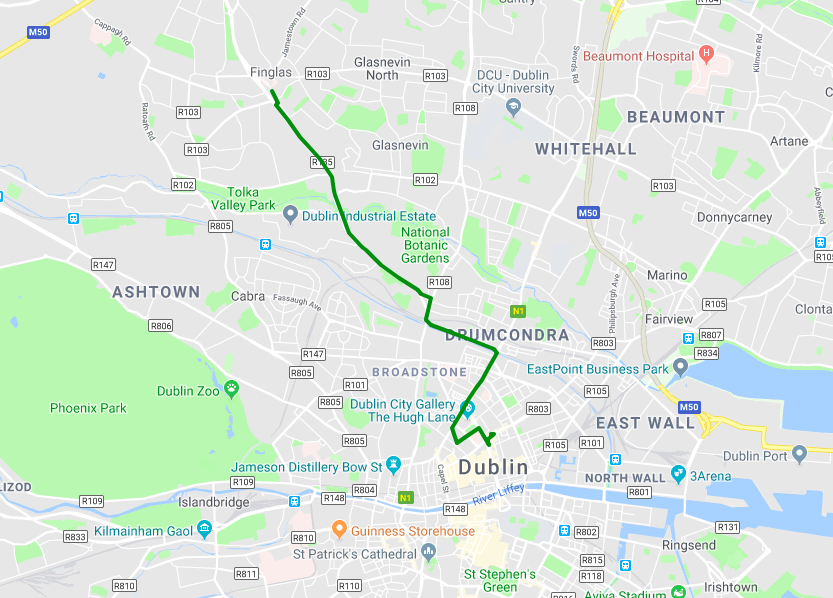 Santry
R104
M50
Cappagh Rd
Jamestown Rd
Swords Rd
Kilmore Rd
Beaumont Hospital
H
Finglas
R103
Glasnevin
North
R103
DCU - Dublin
City University
R108
BEAUMONT
Ratoath Rd
R103
R103
Glasnevin
WHITEHALL
Artane
R135
R102
R102
R103
Tolka
Valley Park
Abbeyfield
Dublin Industrial Estate
M50
Donnycarney
R805
National
Botanic
Gardens
R105
R147
Marino
R108
ASHTOWN
Cabra
Fassaugh Ave
Philipsburgh Ave
R105
Clonta
N1
Fairview
R806
R807
DRUMCONDRA
R803
R834
R147
R805
BROADSTONE
EastPoint Business Park
Dublin Zoo
R101
R105
Phoenix Park
R805
Dublin City Gallery
The Hugh Lane
R803
M50
EAST WALL
R805
R105
R101
Dublin Port
Jameson Distillery Bow St
Dublin
Capel St
NORTH WALL
3Arena
LIZOD
R109
R804
R801
R109
Islandbridge
R148
N1
River Liffey
R148
Kilmainham Gaol
Guinness Storehouse
R802
R131
R833
R810
St Patrick's Cathedral
Ringsend
R815
R811
St Stephen's
Green
R118
R810
R110
Irishtown
Aviva Stadium
R816